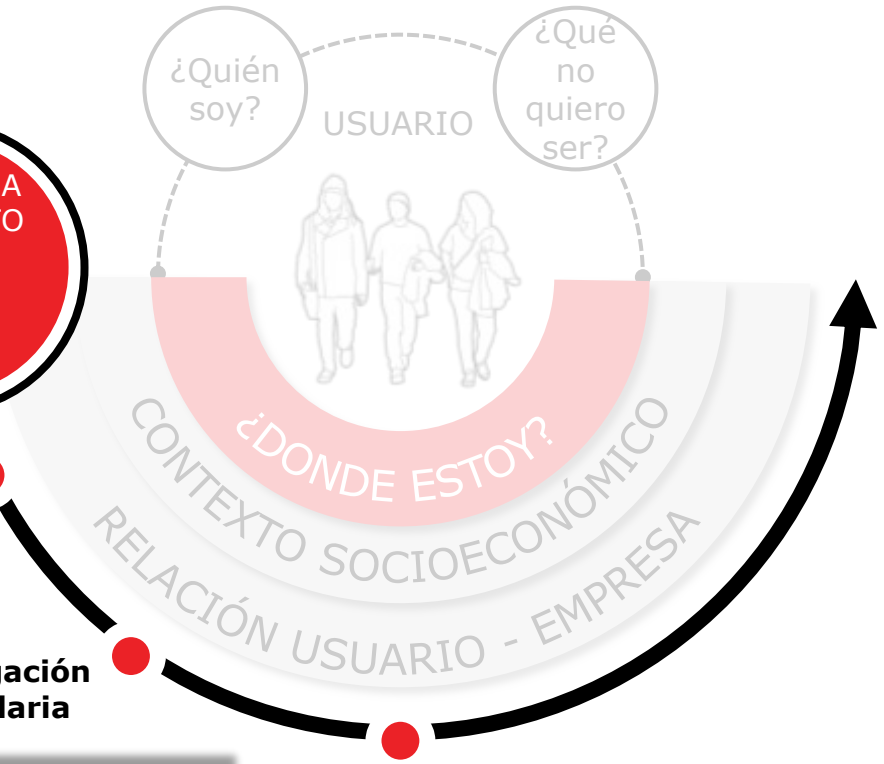 ¿Quién
soy?
¿Qué
no
quiero
ser?
USUARIO
¿DONDE ESTOY?
CONTEXTO SOCIOECONÓMICO
RELACIÓN USUARIO - EMPRESA